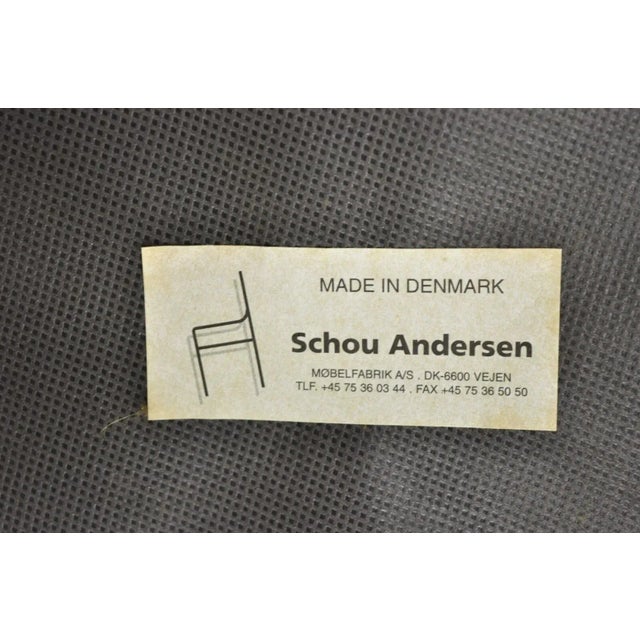 MADE IN DENMARK
Schou Andersen
MØBELFABRIK A/S . DK-6600 VEJEN
TLF. +45 75 36 03 44 . FAX +45 75 36 50 50